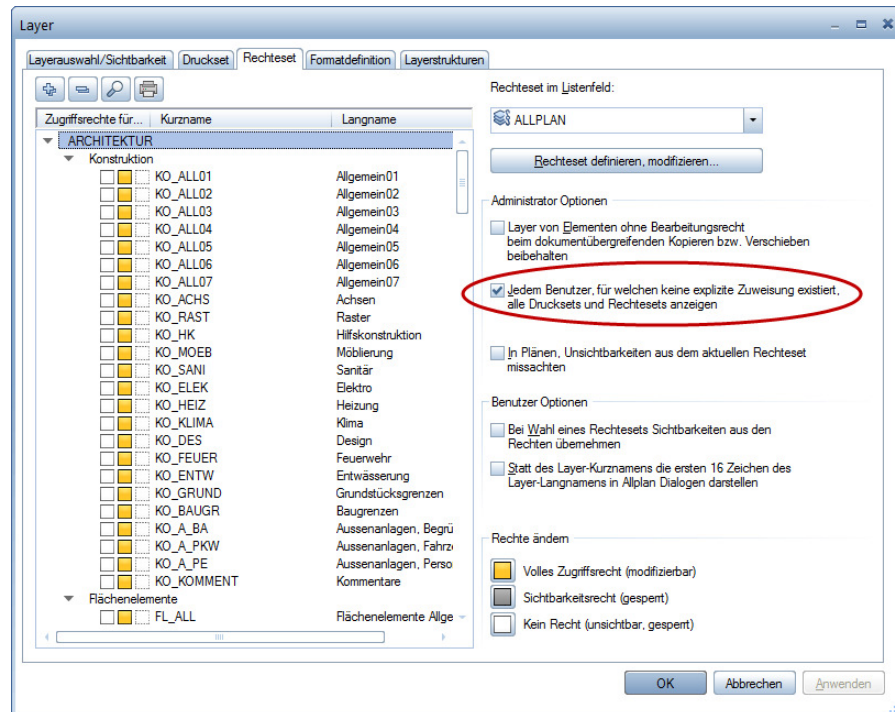 Layer
Layerauswahl/Sichtbarkeit Druckset Rechteset Formatdefinition Layerstrukturen
Zugriffsrechte für... Kurzname Langname
ARCHITEKTUR
Konstruktion
KO_ALL01 Allgemein01
KO_ALL02 Allgemein02
KO_ALL03 Allgemein03
KO_ALL04 Allgemein04
KO_ALL05 Allgemein05
KO_ALL06 Allgemein06
KO_ALL07 Allgemein07
KO_ACHS Achsen
KO_RAST Raster
KO_HK Hilfskonstruktion
KO_MOEB Möblierung
KO_SANI Sanitär
KO_ELEK Elektro
KO_HEIZ Heizung
KO_KLIMA Klima
KO_DES Design
KO_FEUER Feuerwehr
KO_ENTW Entwässerung
KO_GRUND Grundstücksgrenzen
KO_BAUGR Baugrenzen
KO_A_BA Aussenanlagen, Begrü
KO_A_PKW Aussenanlagen, Fahrz
KO_A_PE Aussenanlagen, Perso
KO_KOMMENT Kommentare
Flächenelemente
FL_ALL Flächenelemente Allge
Rechteset im Listenfeld:
ALLPLAN
Rechteset definieren, modifizieren...
Administrator Optionen
Layer von Elementen ohne Bearbeitungsrecht
beim dokumentübergreifenden Kopieren bzw. Verschieben
beibehalten
Jedem Benutzer, für welchen keine explizite Zuweisung existiert,
alle Drucksets und Rechtesets anzeigen
In Plänen, Unsichtbarkeiten aus dem aktuellen Rechteset
missachten
Benutzer Optionen
Bei Wahl eines Rechtesets Sichtbarkeiten aus den
Rechten übernehmen
Statt des Layer-Kurznamens die ersten 16 Zeichen des
Layer-Langnamens in Allplan Dialogen darstellen
Rechte ändern
Volles Zugriffsrecht (modifizierbar)
Sichtbarkeitsrecht (gesperrt)
Kein Recht (unsichtbar, gesperrt)
OK Abbrechen Anwenden